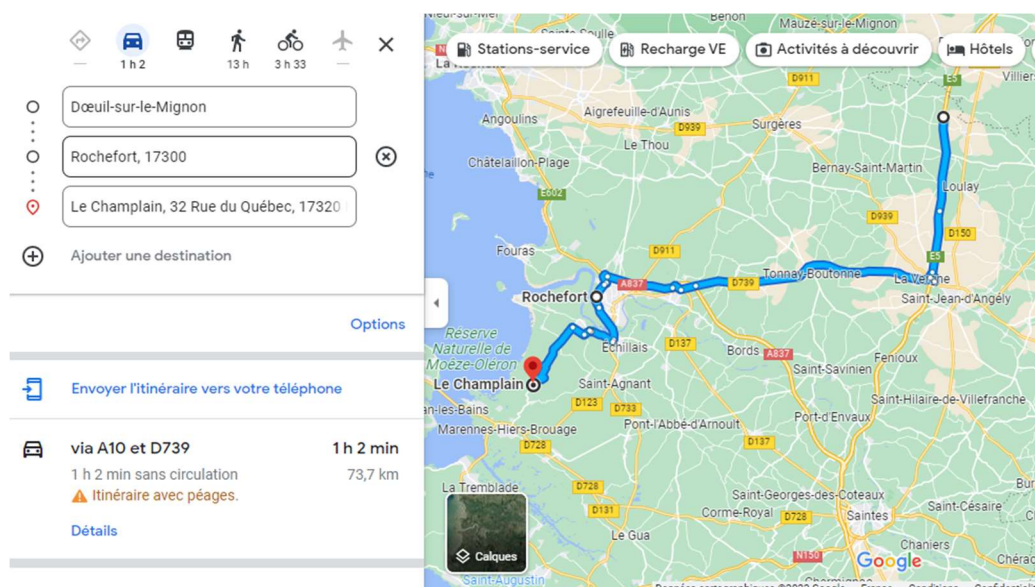 1 h 2
13 h
3 h 33
Dœuil-sur-le-Mignon
Rochefort, 17300
Le Champlain, 32 Rue du Québec, 17320
Ajouter une destination
Options
Envoyer l'itinéraire vers votre téléphone
via A10 et D739
1 h 2 min
1 h 2 min sans circulation
73,7 km
Itinéraire avec péages.
Détails
Stations-service
Recharge VE
Activités à découvrir
Hôtels
Benon
Mauzé-sur-le-Mignon
Villiers
D911
E5
Angoulins
Aigrefeuille-d'Aunis
D939
Surgères
Le Thou
Châtelaillon-Plage
Bernay-Saint-Martin
Loulay
E602
D939
D150
Fouras
D911
E5
Rochefort
A837
D739
Tonnay-Boutonne
Saint-Jean-d'Angély
Réserve
Naturelle de
Moëze-Oléron
Échillais
D137
Bords
A837
Fenioux
Saint-Savinien
Le Champlain
Saint-Agnant
Saint-Hilaire-de-Villefranche
D123
D733
Port-d'Envaux
Marennes-Hiers-Brouage
Pont-l'Abbé-d'Arnoult
D728
D137
La Tremblade
D728
Saint-Georges-des-Coteaux
D131
Corme-Royal
D728
Saintes
Saint-Césaire
Le Gua
Calques
N150
Google
Chaniers
Saint-Augustin